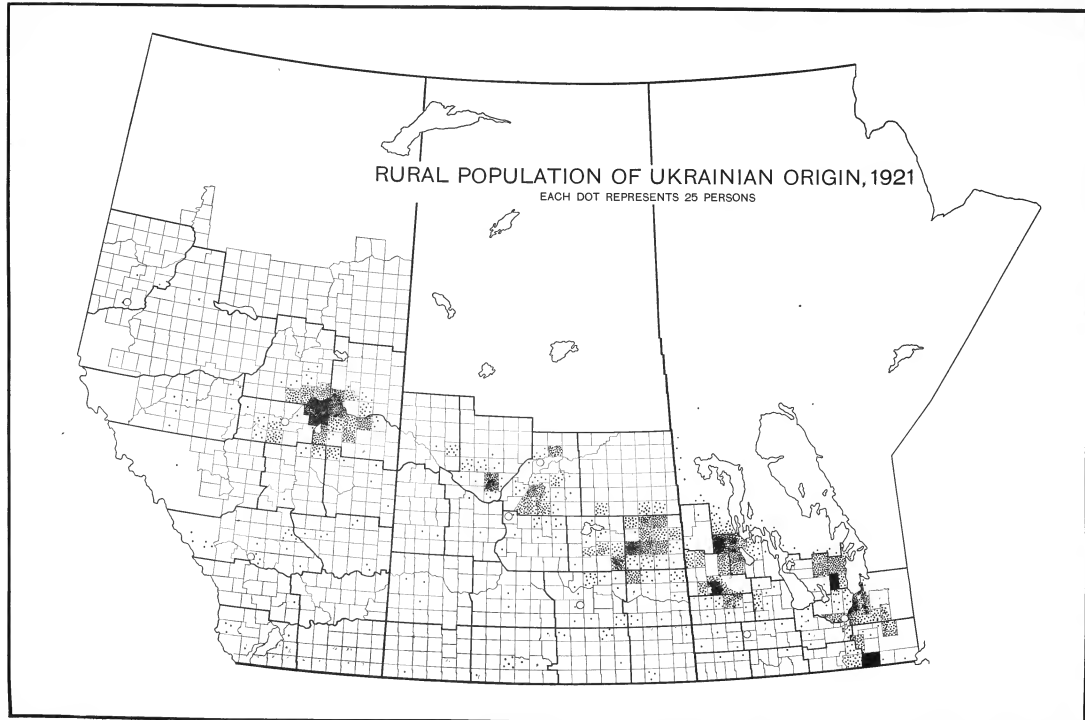 RURAL POPULATION OF UKRAINIAN ORIGIN, 1921
EACH DOT REPRESENTS 25 PERSONS